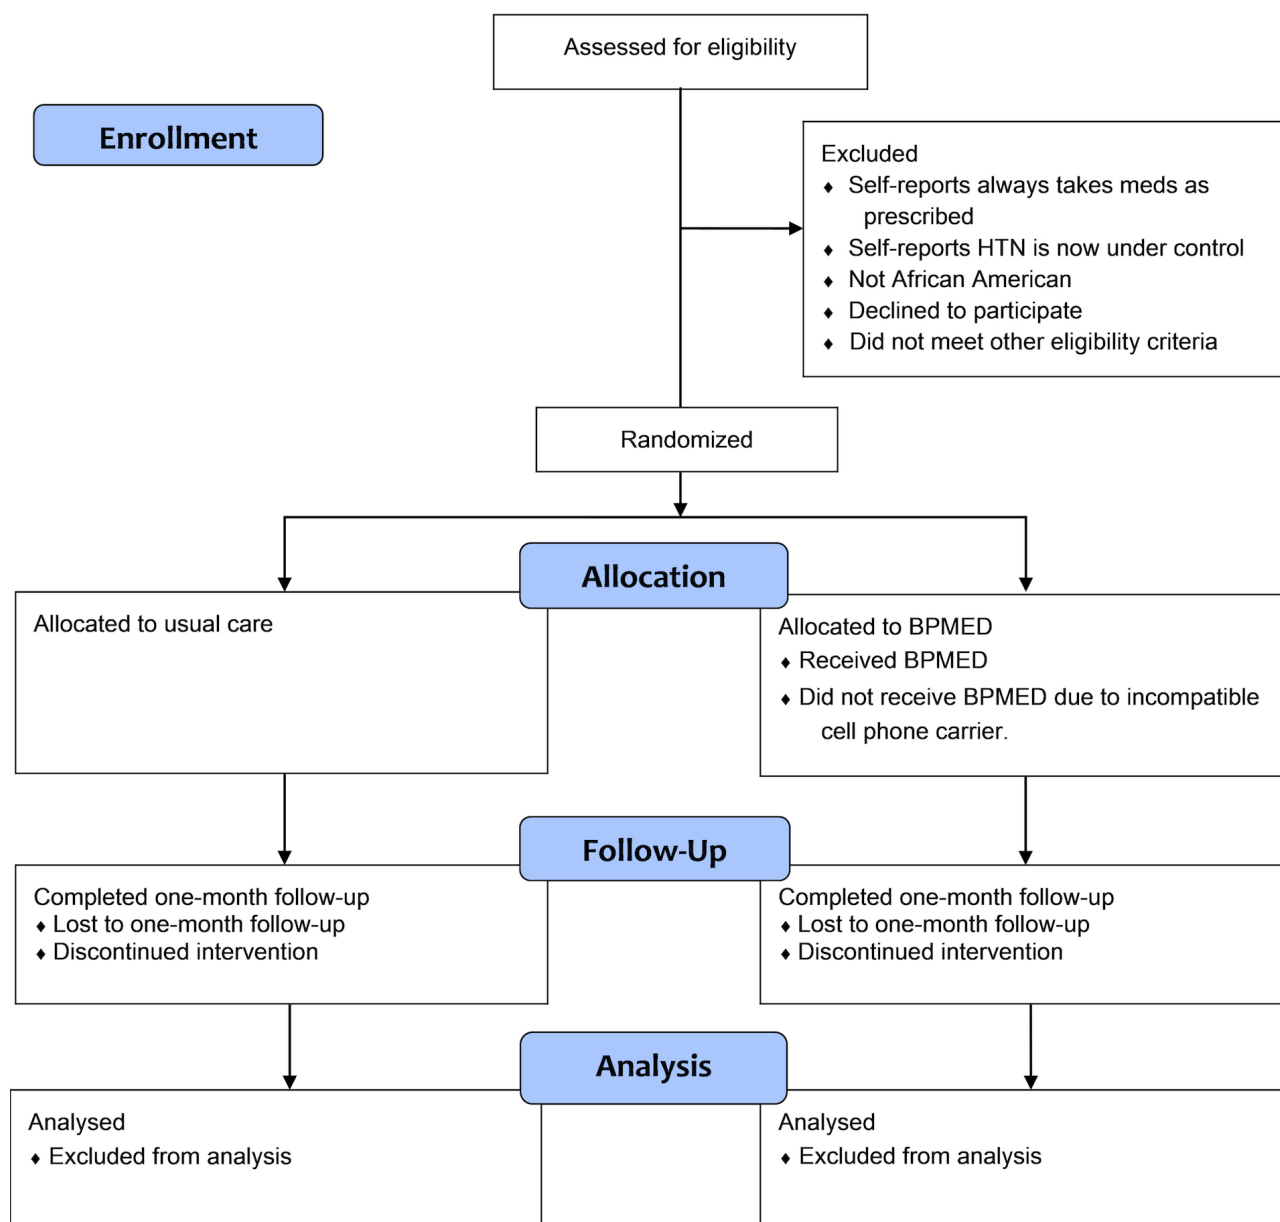 Assessed for eligibility
Enrollment
Excluded
♦ Self-reports always takes meds as
prescribed
♦ Self-reports HTN is now under control
♦ Not African American
♦ Declined to participate
♦ Did not meet other eligibility criteria
Randomized
Allocation
Allocated to usual care
Allocated to BPMED
♦ Received BPMED
♦ Did not receive BPMED due to incompatible
cell phone carrier.
Follow-Up
Completed one-month follow-up
♦ Lost to one-month follow-up
♦ Discontinued intervention
Completed one-month follow-up
♦ Lost to one-month follow-up
♦ Discontinued intervention
Analysis
Analysed
♦ Excluded from analysis
Analysed
♦ Excluded from analysis